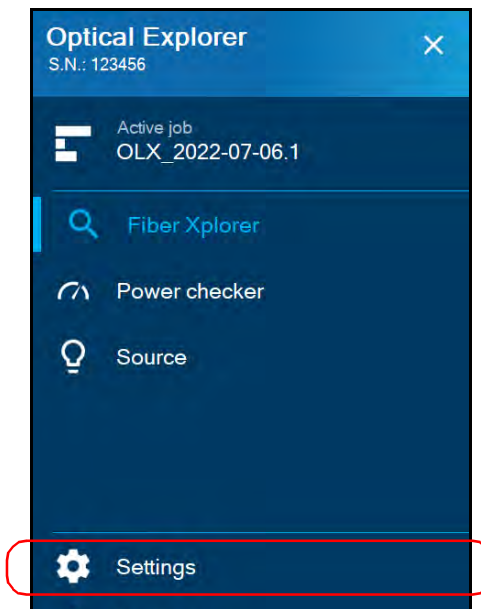 Optical Explorer
S.N.: 123456
Active job
OLX_2022-07-06.1
Fiber Xplorer
Power checker
Source
Settings